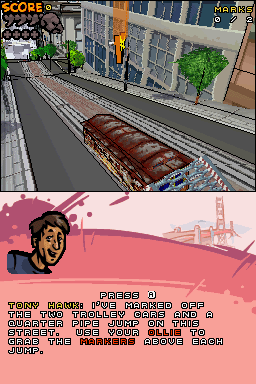 SCORE 0
MARKS
0 / 2
PRESS a
TONY HAWK: I'VE MARKED OFF
THE TWO TROLLEY CARS AND A
QUARTER PIPE JUMP ON THIS
STREET. USE YOUR OLLIE TO
GRAB THE MARKERS ABOVE EACH
JUMP.